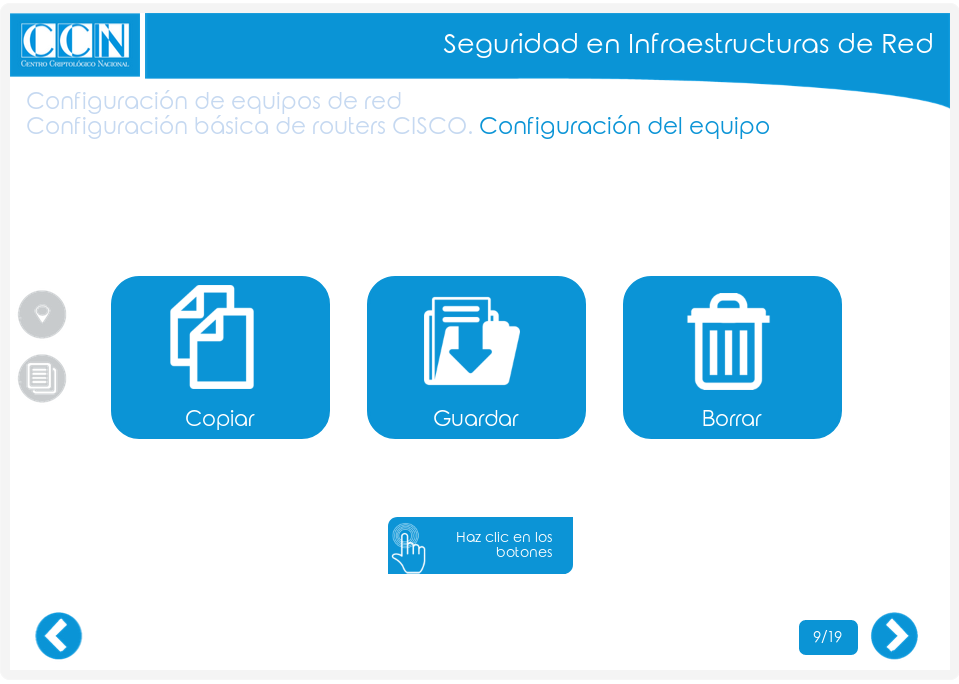 CCN
CENTRO CRIPTOLÓGICO NACIONAL
Seguridad en Infraestructuras de Red
Configuración de equipos de red
Configuración básica de routers CISCO. Configuración del equipo
Copiar
Guardar
Borrar
Haz clic en los
botones
9/19